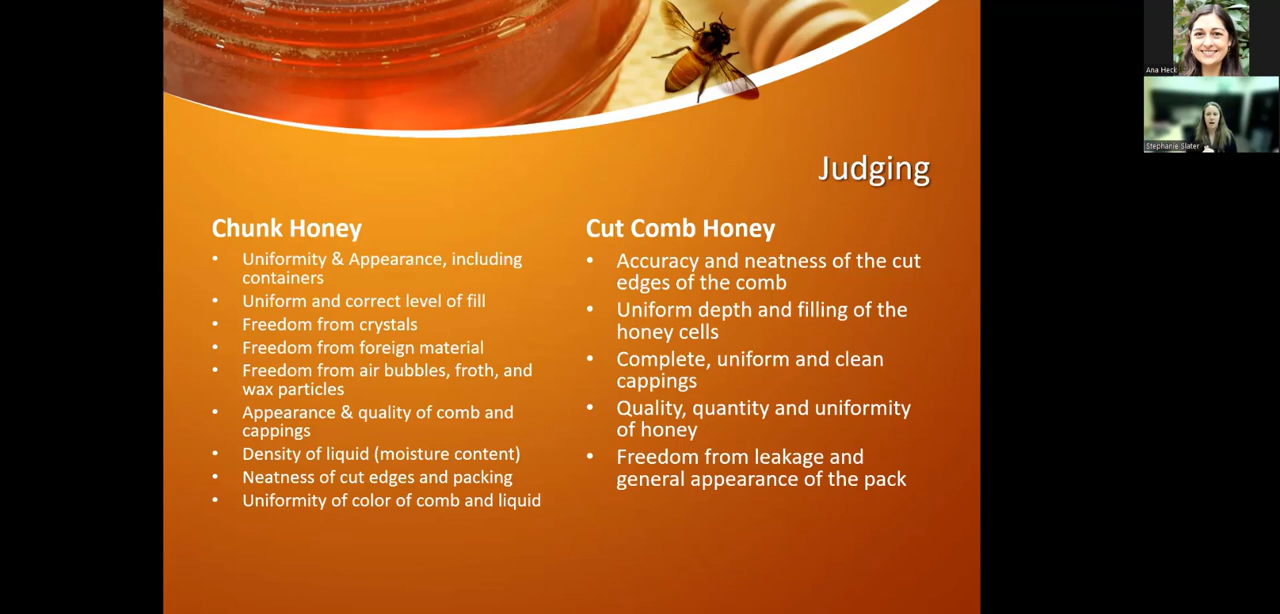 Judging
Chunk Honey
• Uniformity & Appearance, including
containers
• Uniform and correct level of fill
• Freedom from crystals
• Freedom from foreign material
• Freedom from air bubbles, froth, and
wax particles
• Appearance & quality of comb and
cappings
• Density of liquid (moisture content)
• Neatness of cut edges and packing
• Uniformity of color of comb and liquid
Cut Comb Honey
• Accuracy and neatness of the cut
edges of the comb
• Uniform depth and filling of the
honey cells
• Complete, uniform and clean
cappings
• Quality, quantity and uniformity
of honey
• Freedom from leakage and
general appearance of the pack
Ana Heck
Stephanie Slater